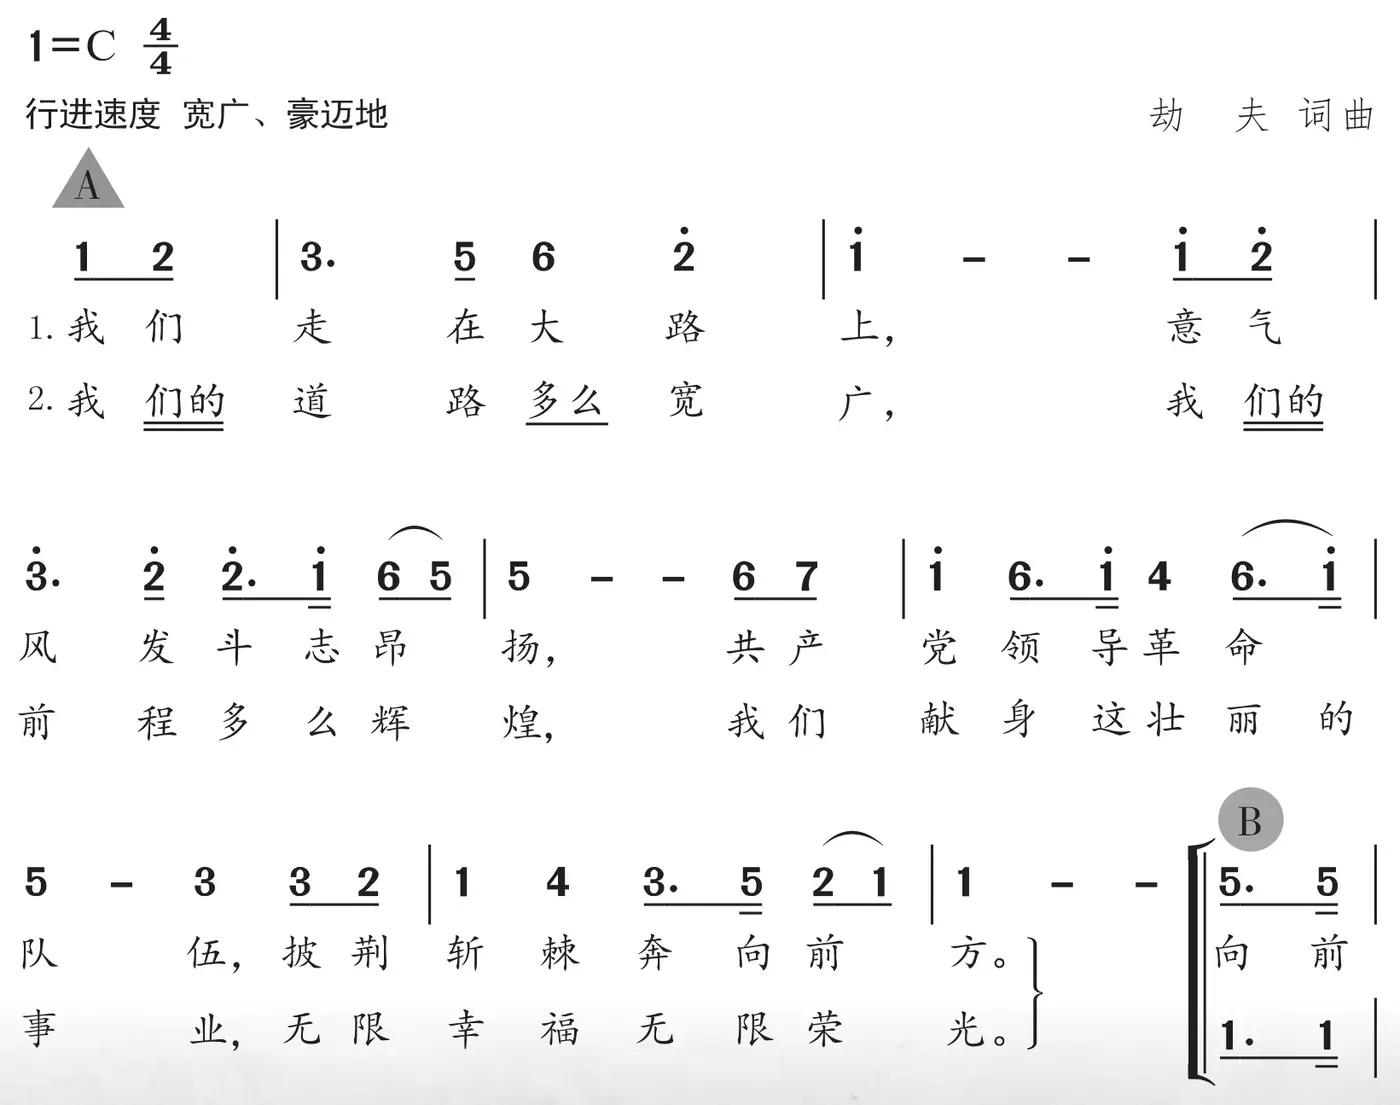 1=C 4/4
行进速度 宽广、豪迈地 劫 夫 词曲
A
1 2 | 3. 5 6 2̇ | 1̇ - - 1̇ 2̇ |
1. 我 们 走 在 大 路 上, 意 气
2. 我 们的 道 路 多么 宽 广, 我 们的
3̇. 2̇ 2̇. 1̇ 6 5 | 5 - - 6 7 | 1̇ 6. 1̇ 4 6. 1̇ |
风 发 斗 志 昂 扬, 共 产 党 领 导 革 命
前 程 多 么 辉 煌, 我 们 献 身 这 壮 丽 的
B
5 - 3 3 2 | 1 4 3. 5 2 1 | 1 - - 5. 5 |
队 伍, 披 荆 斩 棘 奔 向 前 方。 向 前
事 业, 无 限 幸 福 无 限 荣 光。
1. 1 |